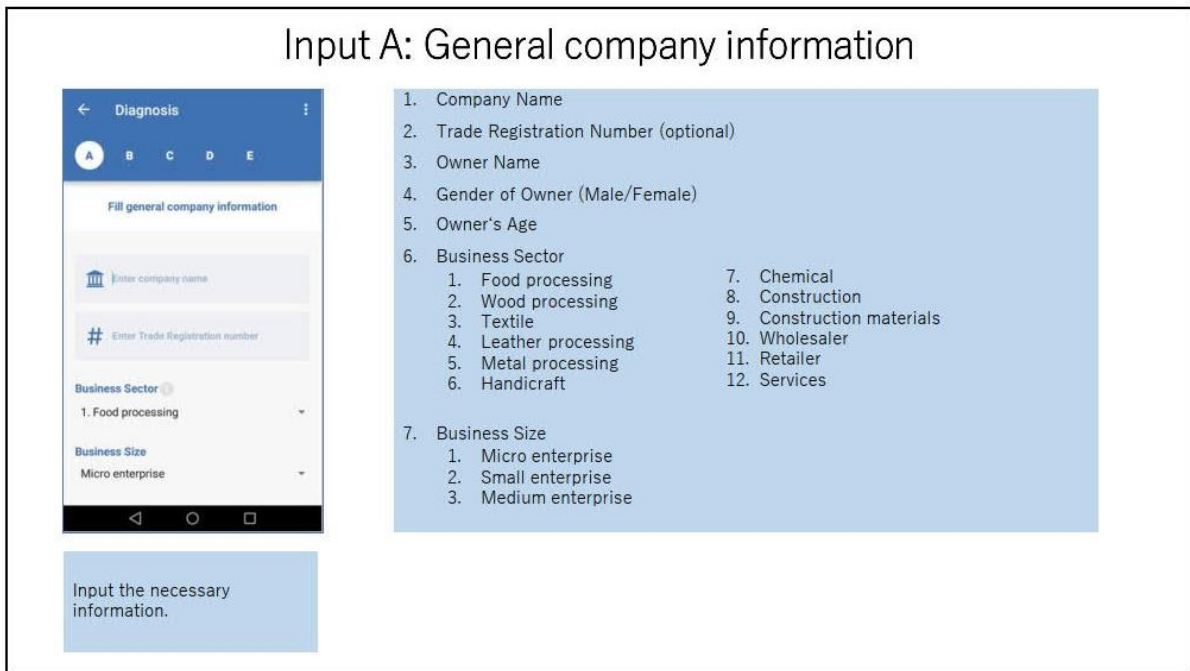 Input A: General company information
Diagnosis
A B C D E
Fill general company information
Enter company name
# Enter Trade Registration number
Business Sector
1. Food processing
Business Size
Micro enterprise
Input the necessary
information.
1. Company Name
2. Trade Registration Number (optional)
3. Owner Name
4. Gender of Owner (Male/Female)
5. Owner‘s Age
6. Business Sector
1. Food processing
2. Wood processing
3. Textile
4. Leather processing
5. Metal processing
6. Handicraft
7. Chemical
8. Construction
9. Construction materials
10. Wholesaler
11. Retailer
12. Services
7. Business Size
1. Micro enterprise
2. Small enterprise
3. Medium enterprise